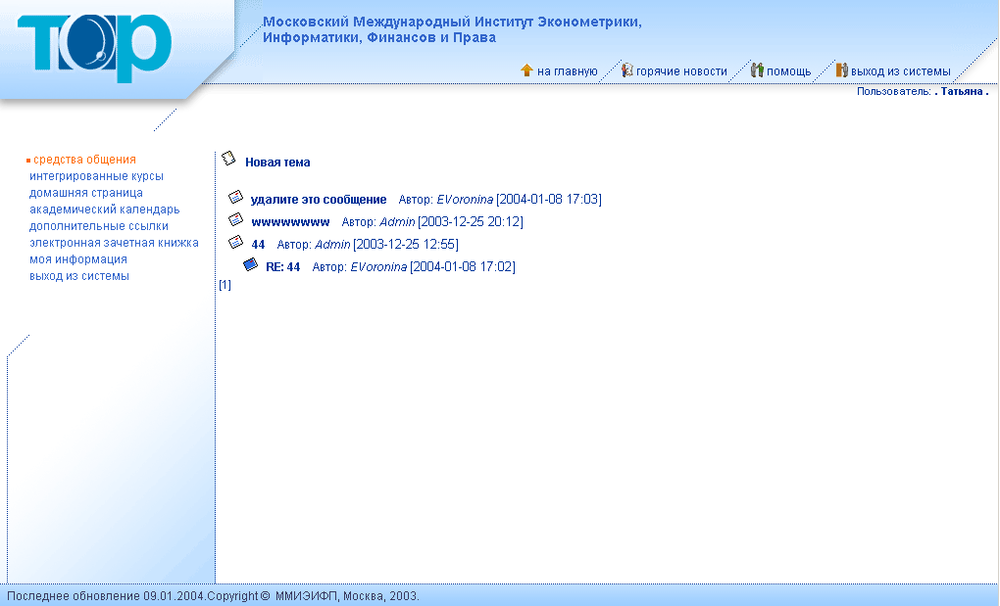 тор
Московский Международный Институт Эконометрики,
Информатики, Финансов и Права
на главную горячие новости помощь выход из системы
Пользователь: . Татьяна .
средства общения
интегрированные курсы
домашняя страница
академический календарь
дополнительные ссылки
электронная зачетная книжка
моя информация
выход из системы
Новая тема
удалите это сообщение Автор: EVoronina [2004-01-08 17:03]
wwwwwwww Автор: Admin [2003-12-25 20:12]
44 Автор: Admin [2003-12-25 12:55]
RE: 44 Автор: EVoronina [2004-01-08 17:02]
[1]
Последнее обновление 09.01.2004.Copyright © ММИЭИФП, Москва, 2003.